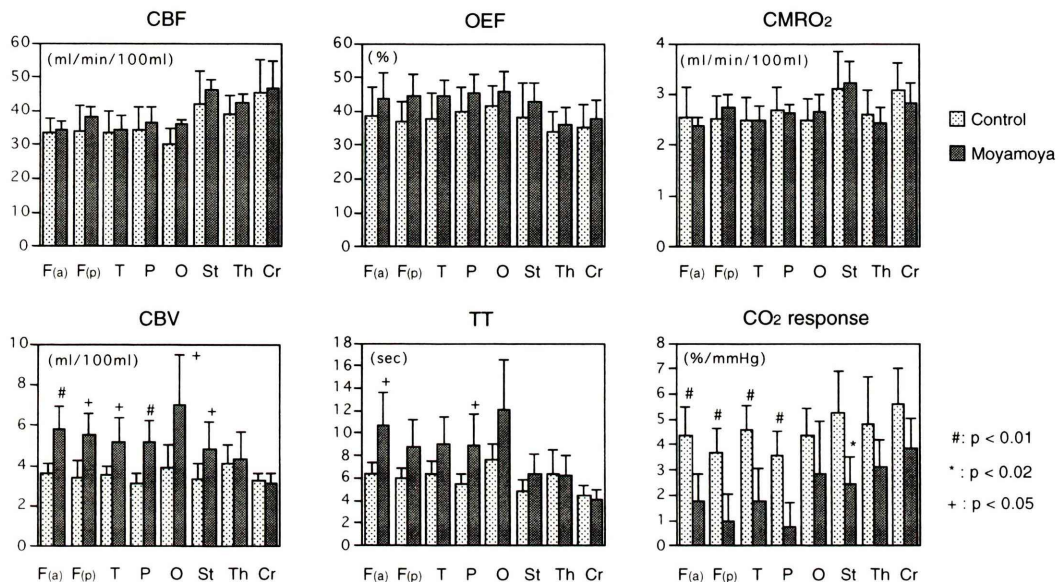 CBF
(ml/min/100ml)
60
50
40
30
20
10
0
F(a) F(p) T P O St Th Cr
OEF
(%)
60
50
40
30
20
10
0
F(a) F(p) T P O St Th Cr
CMRO2
(ml/min/100ml)
4
3
2
1
0
F(a) F(p) T P O St Th Cr
Control
Moyamoya
CBV
(ml/100ml)
10
8
6
4
2
0
# + + # + +
F(a) F(p) T P O St Th Cr
TT
(sec)
18
16
14
12
10
8
6
4
2
0
+ +
F(a) F(p) T P O St Th Cr
CO2 response
(%/mmHg)
8
7
6
5
4
3
2
1
0
# # # # *
F(a) F(p) T P O St Th Cr
#: p < 0.01
* : p < 0.02
+ : p < 0.05